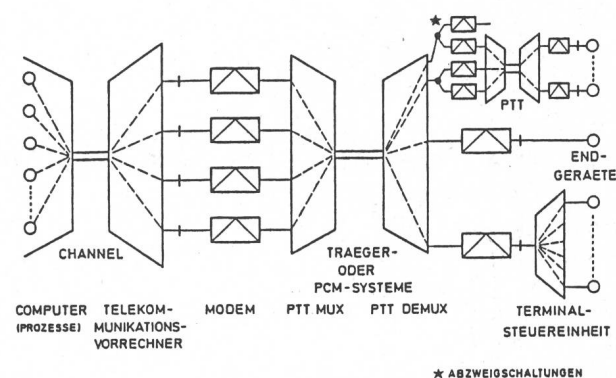 ★
PTT
END-
GERAETE
CHANNEL
TRAEGER-
ODER
PCM-SYSTEME
COMPUTER
(PROZESSE)
TELEKOM-
MUNIKATIONS-
VORRECHNER
MODEM
PTT MUX
PTT DEMUX
TERMINAL-
STEUEREINHEIT
★ ABZWEIGSCHALTUNGEN